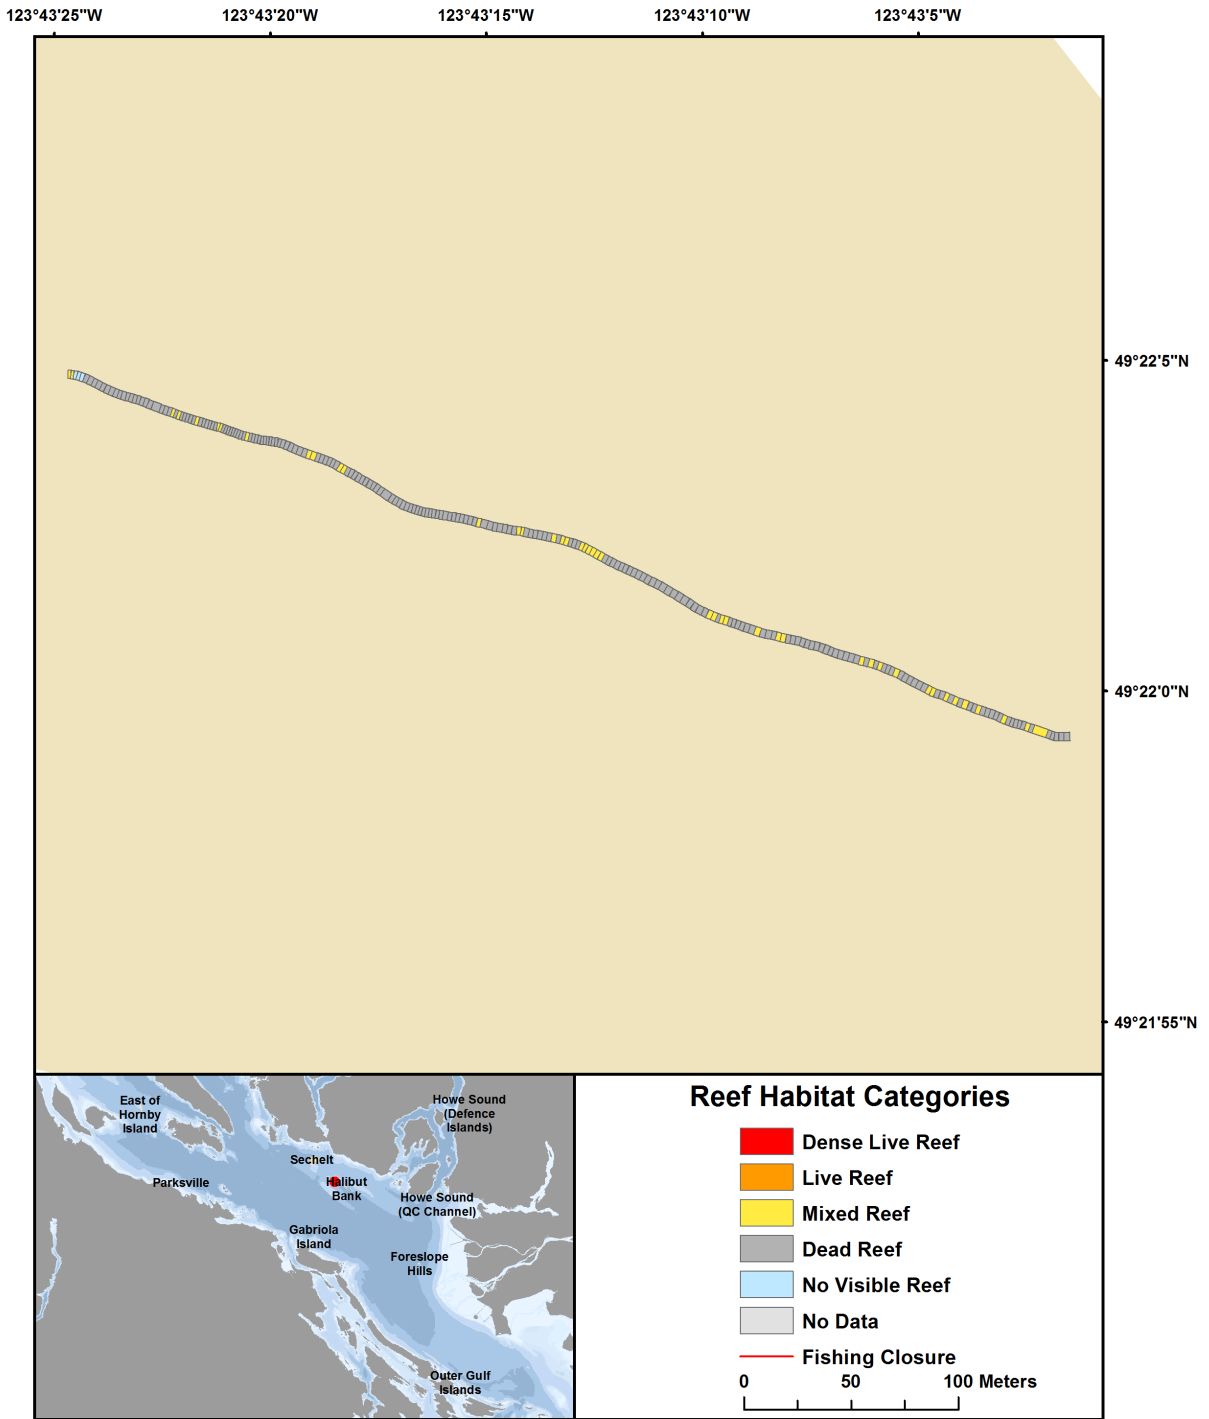 123°43'25"W 123°43'20"W 123°43'15"W 123°43'10"W 123°43'5"W
49°22'5"N
49°22'0"N
49°21'55"N
East of
Hornby
Island
Howe Sound
(Defence
Islands)
Sechelt
Parksville
Halibut
Bank
Howe Sound
(QC Channel)
Gabriola
Island
Foreslope
Hills
Outer Gulf
Islands
Reef Habitat Categories
Dense Live Reef
Live Reef
Mixed Reef
Dead Reef
No Visible Reef
No Data
Fishing Closure
0 50 100 Meters